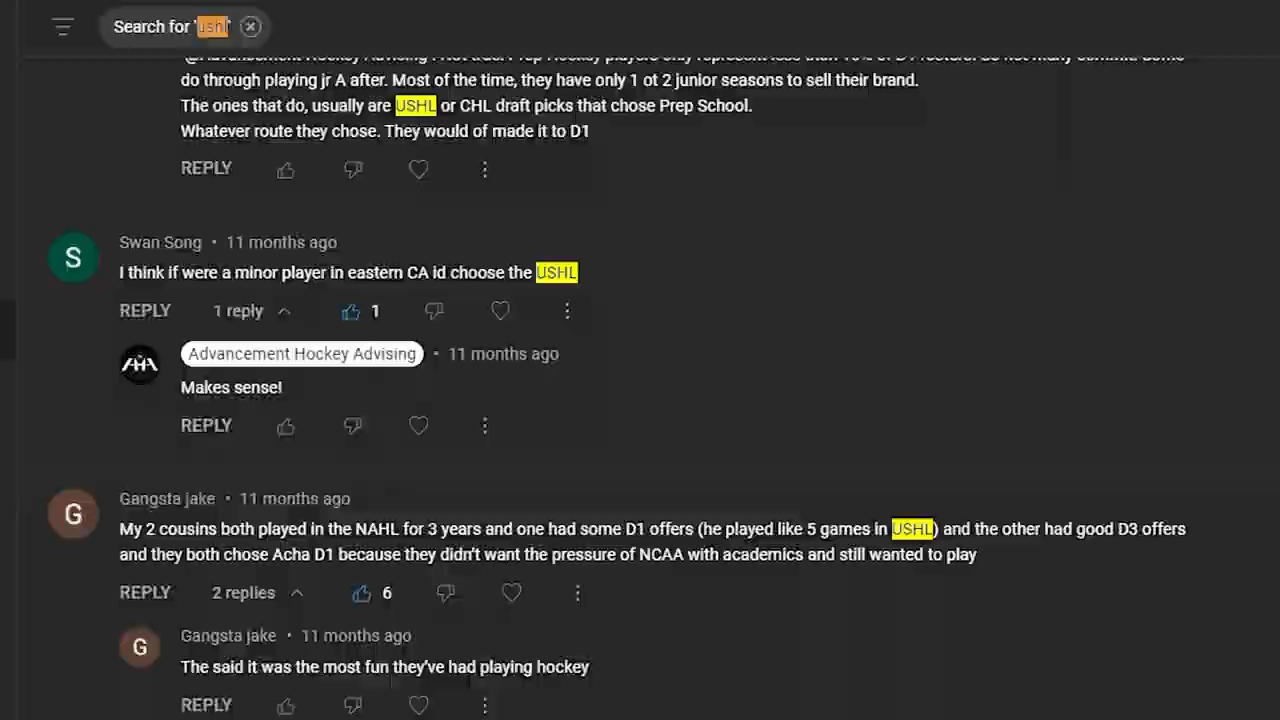 Search for 'ushl'
do through playing jr A after. Most of the time, they have only 1 ot 2 junior seasons to sell their brand.
The ones that do, usually are USHL or CHL draft picks that chose Prep School.
Whatever route they chose. They would of made it to D1
REPLY
S
Swan Song • 11 months ago
I think if were a minor player in eastern CA id choose the USHL
REPLY 1 reply 1
AHA
Advancement Hockey Advising • 11 months ago
Makes sense!
REPLY
G
Gangsta jake • 11 months ago
My 2 cousins both played in the NAHL for 3 years and one had some D1 offers (he played like 5 games in USHL) and the other had good D3 offers
and they both chose Acha D1 because they didn't want the pressure of NCAA with academics and still wanted to play
REPLY 2 replies 6
G
Gangsta jake • 11 months ago
The said it was the most fun they've had playing hockey
REPLY